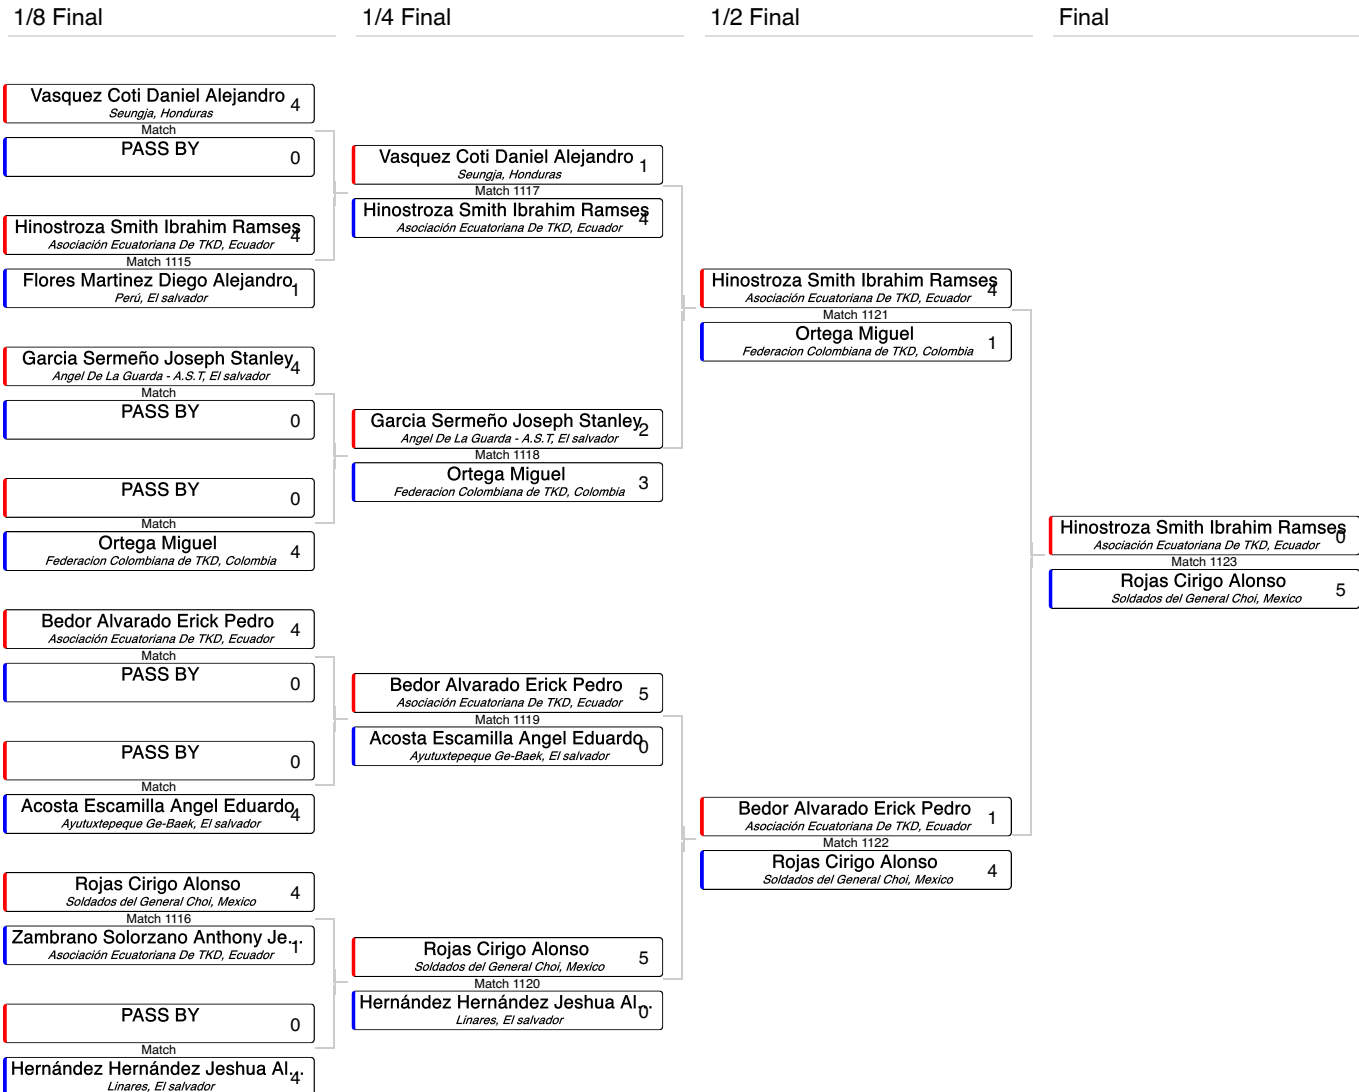 1/8 Final
1/4 Final
1/2 Final
Final
Vasquez Coti Daniel Alejandro 4
Seungja, Honduras
Match
PASS BY 0
Hinostroza Smith Ibrahim Ramses 4
Asociación Ecuatoriana De TKD, Ecuador
Match 1115
Flores Martinez Diego Alejandro 1
Perú, El salvador
Garcia Sermeño Joseph Stanley 4
Angel De La Guarda - A.S.T, El salvador
Match
PASS BY 0
PASS BY 0
Match
Ortega Miguel 4
Federacion Colombiana de TKD, Colombia
Bedor Alvarado Erick Pedro 4
Asociación Ecuatoriana De TKD, Ecuador
Match
PASS BY 0
PASS BY 0
Match
Acosta Escamilla Angel Eduardo 4
Ayutuxtepeque Ge-Baek, El salvador
Rojas Cirigo Alonso 4
Soldados del General Choi, Mexico
Match 1116
Zambrano Solorzano Anthony Je... 1
Asociación Ecuatoriana De TKD, Ecuador
PASS BY 0
Match
Hernández Hernández Jeshua Al... 4
Linares, El salvador
Vasquez Coti Daniel Alejandro 1
Seungja, Honduras
Match 1117
Hinostroza Smith Ibrahim Ramses 4
Asociación Ecuatoriana De TKD, Ecuador
Garcia Sermeño Joseph Stanley 2
Angel De La Guarda - A.S.T, El salvador
Match 1118
Ortega Miguel 3
Federacion Colombiana de TKD, Colombia
Bedor Alvarado Erick Pedro 5
Asociación Ecuatoriana De TKD, Ecuador
Match 1119
Acosta Escamilla Angel Eduardo 0
Ayutuxtepeque Ge-Baek, El salvador
Rojas Cirigo Alonso 5
Soldados del General Choi, Mexico
Match 1120
Hernández Hernández Jeshua Al... 0
Linares, El salvador
Hinostroza Smith Ibrahim Ramses 4
Asociación Ecuatoriana De TKD, Ecuador
Match 1121
Ortega Miguel 1
Federacion Colombiana de TKD, Colombia
Bedor Alvarado Erick Pedro 1
Asociación Ecuatoriana De TKD, Ecuador
Match 1122
Rojas Cirigo Alonso 4
Soldados del General Choi, Mexico
Hinostroza Smith Ibrahim Ramses 0
Asociación Ecuatoriana De TKD, Ecuador
Match 1123
Rojas Cirigo Alonso 5
Soldados del General Choi, Mexico